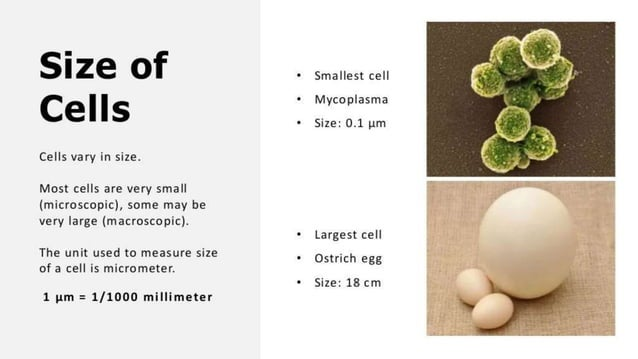 Size of
Cells
Cells vary in size.
Most cells are very small
(microscopic), some may be
very large (macroscopic).
The unit used to measure size
of a cell is micrometer.
1 µm = 1/1000 millimeter
• Smallest cell
• Mycoplasma
• Size: 0.1 µm
• Largest cell
• Ostrich egg
• Size: 18 cm